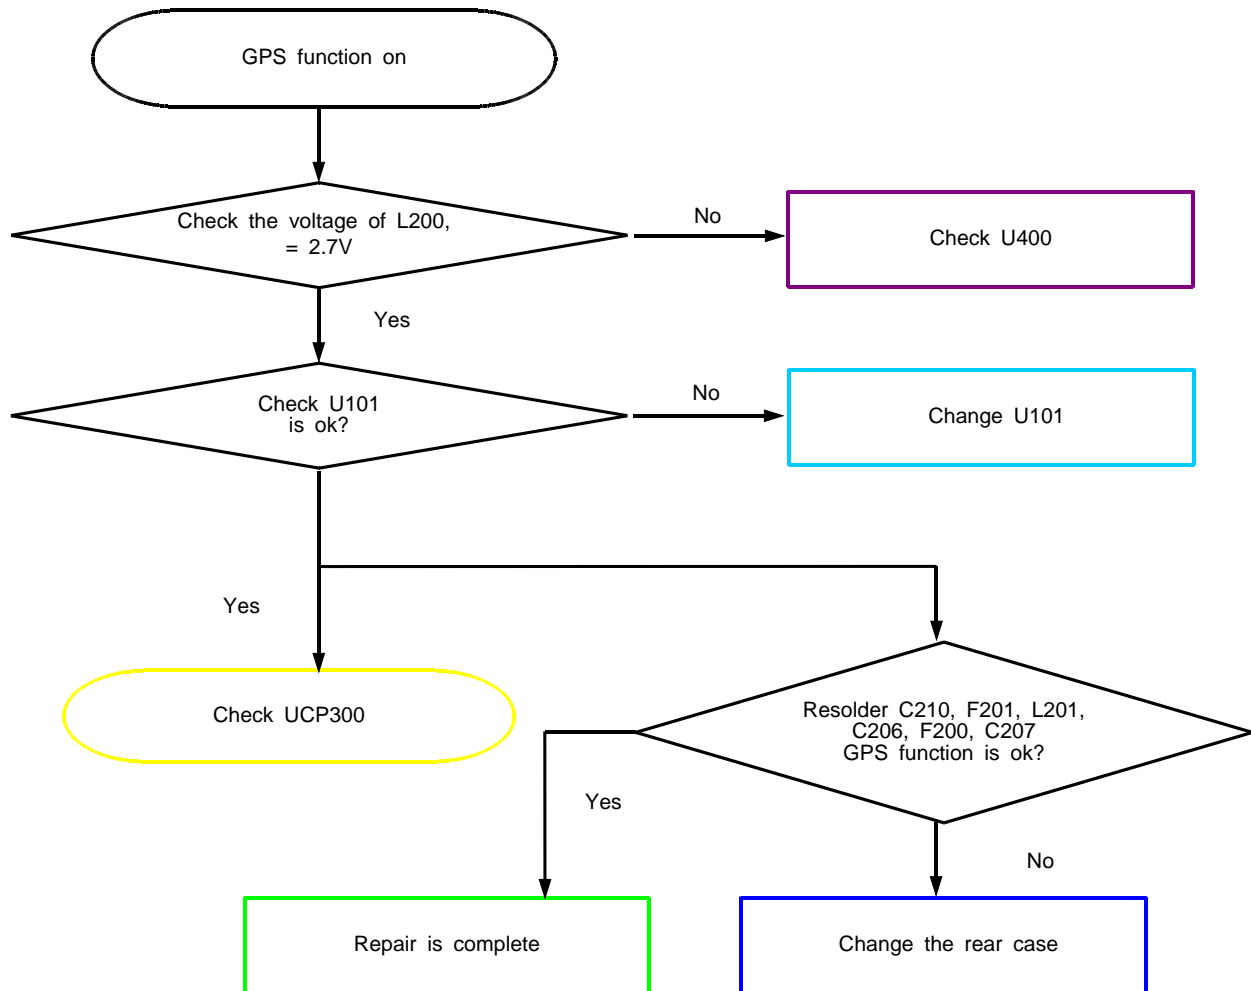 GPS function on
Check the voltage of L200,
= 2.7V
No
Check U400
Yes
Check U101
is ok?
No
Change U101
Yes
Check UCP300
Resolder C210, F201, L201,
C206, F200, C207
GPS function is ok?
Yes
No
Repair is complete
Change the rear case